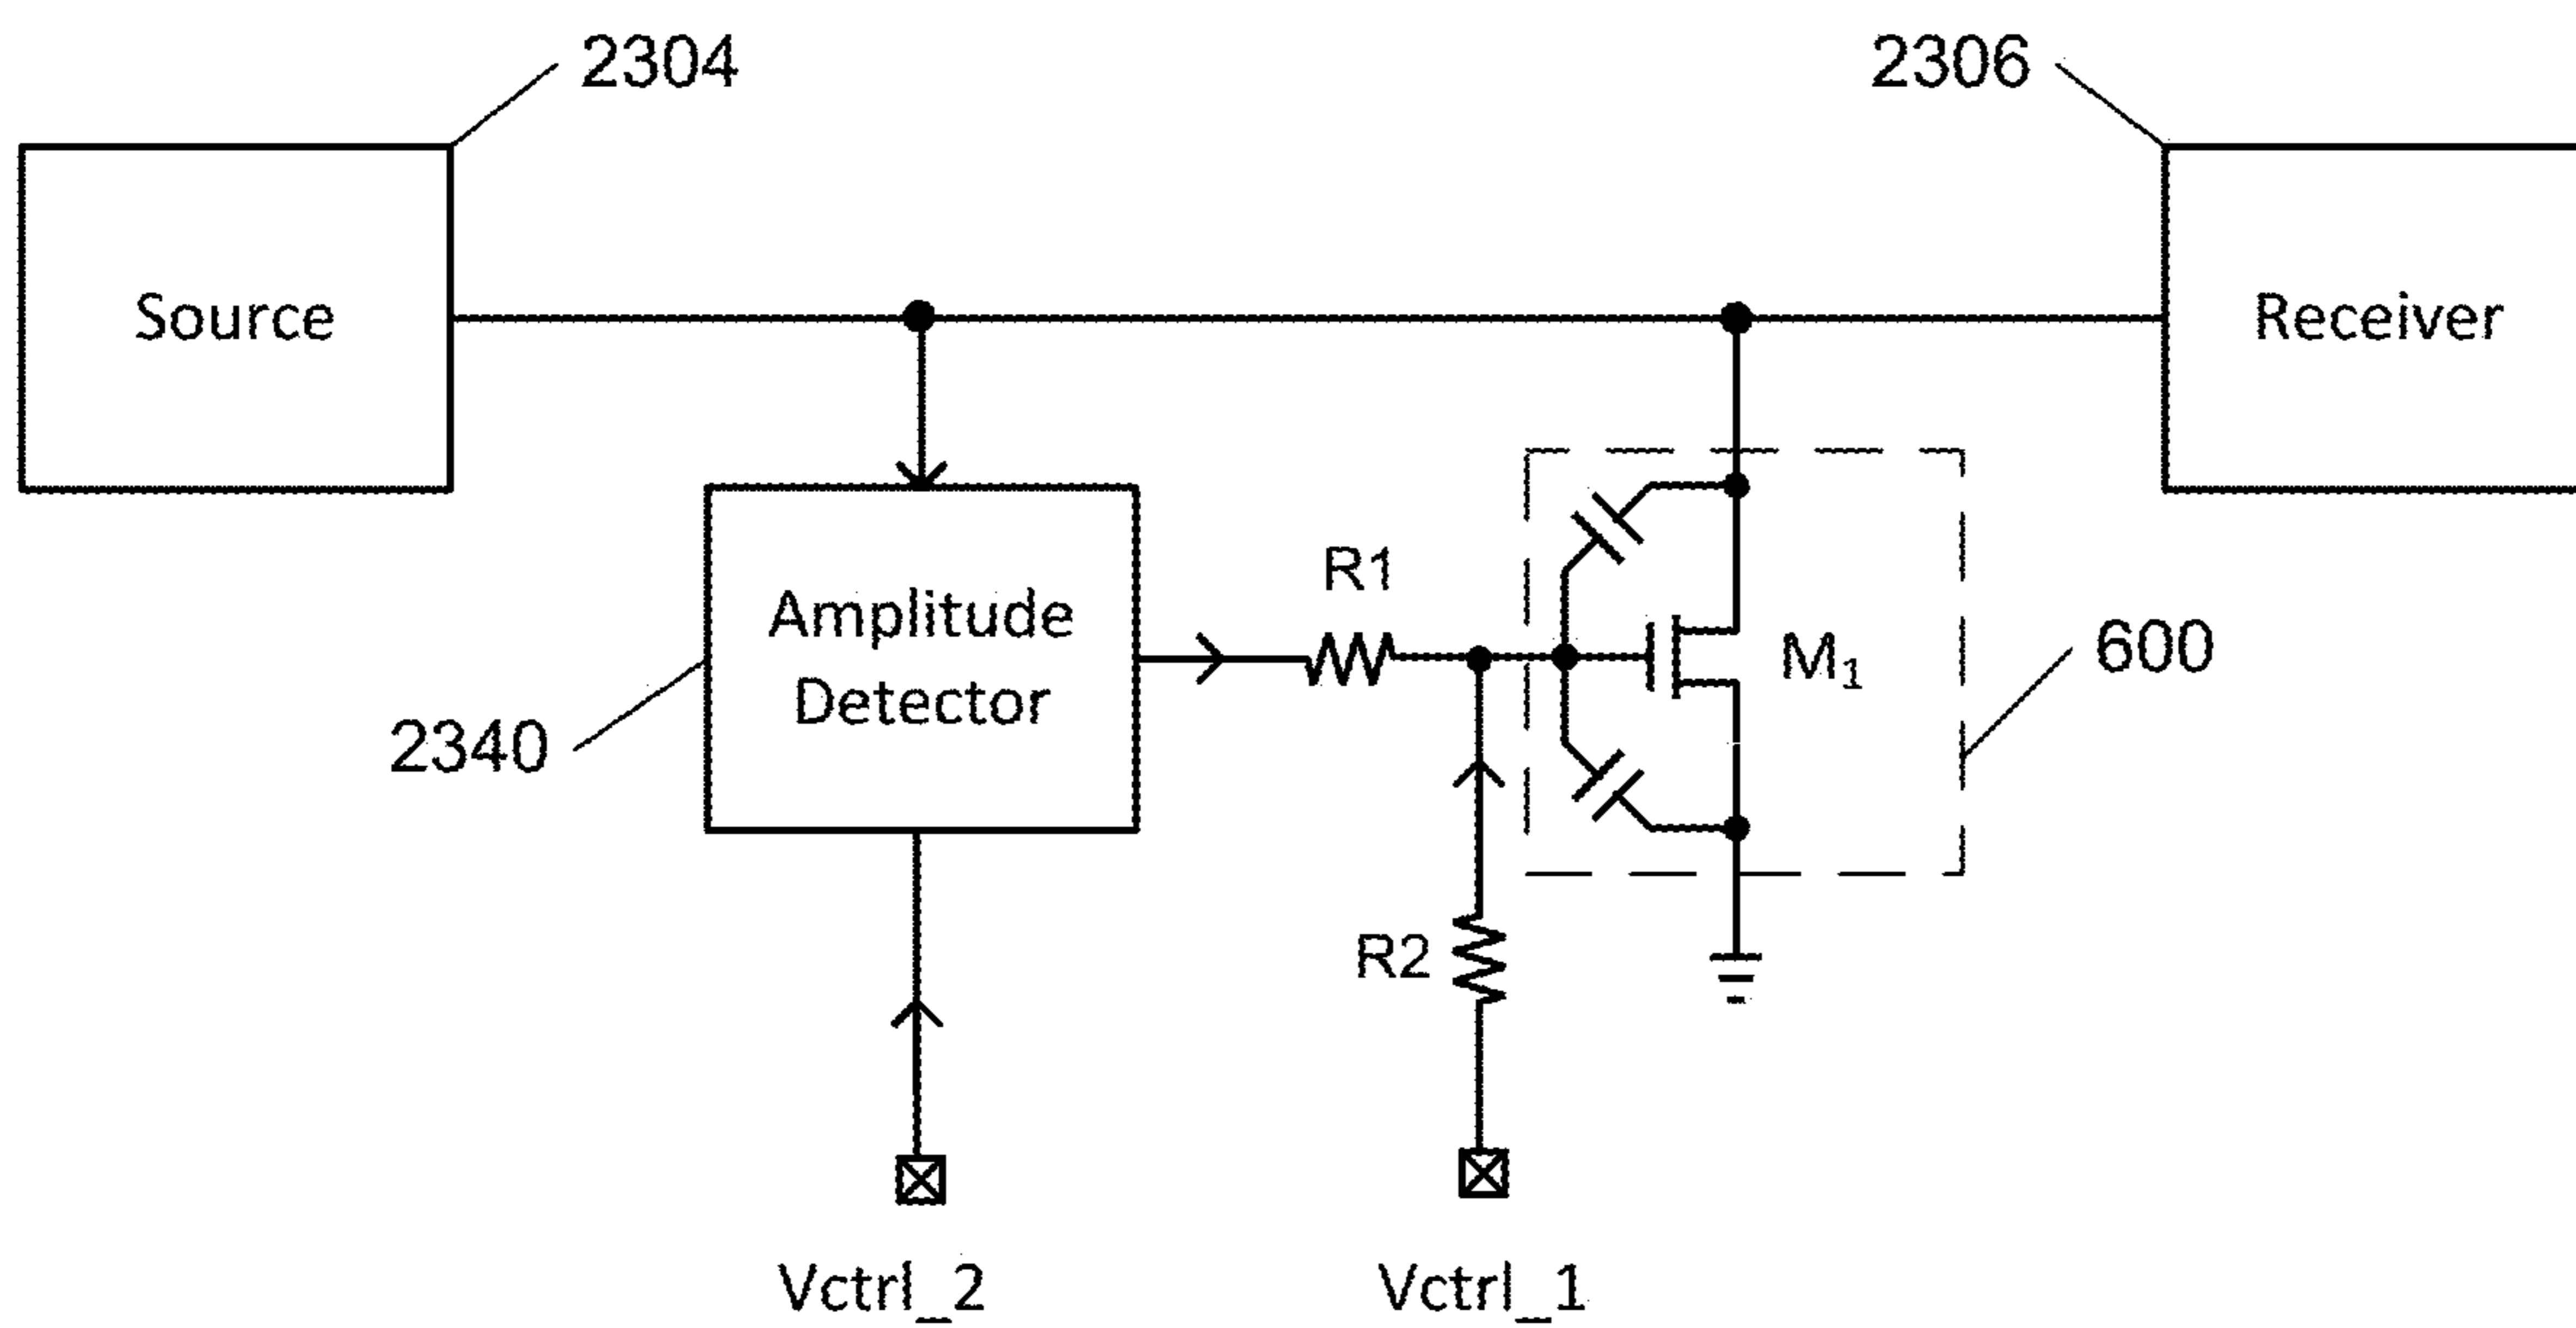 2304
2306
Source
Receiver
Amplitude
Detector
R1
M₁
600
2340
R2
Vctrl_2
Vctrl_1